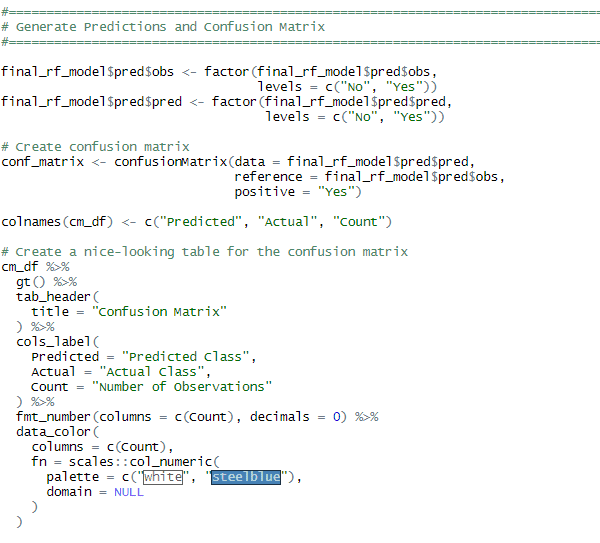 #===============================================================================
# Generate Predictions and Confusion Matrix
#===============================================================================
final_rf_model$pred$obs <- factor(final_rf_model$pred$obs,
                                  levels = c("No", "Yes"))
final_rf_model$pred$pred <- factor(final_rf_model$pred$pred,
                                   levels = c("No", "Yes"))

# Create confusion matrix
conf_matrix <- confusionMatrix(data = final_rf_model$pred$pred,
                               reference = final_rf_model$pred$obs,
                               positive = "Yes")

colnames(cm_df) <- c("Predicted", "Actual", "Count")

# Create a nice-looking table for the confusion matrix
cm_df %>%
  gt() %>%
  tab_header(
    title = "Confusion Matrix"
  ) %>%
  cols_label(
    Predicted = "Predicted Class",
    Actual = "Actual Class",
    Count = "Number of Observations"
  ) %>%
  fmt_number(columns = c(Count), decimals = 0) %>%
  data_color(
    columns = c(Count),
    fn = scales::col_numeric(
      palette = c("white", "steelblue"),
      domain = NULL
    )
  )